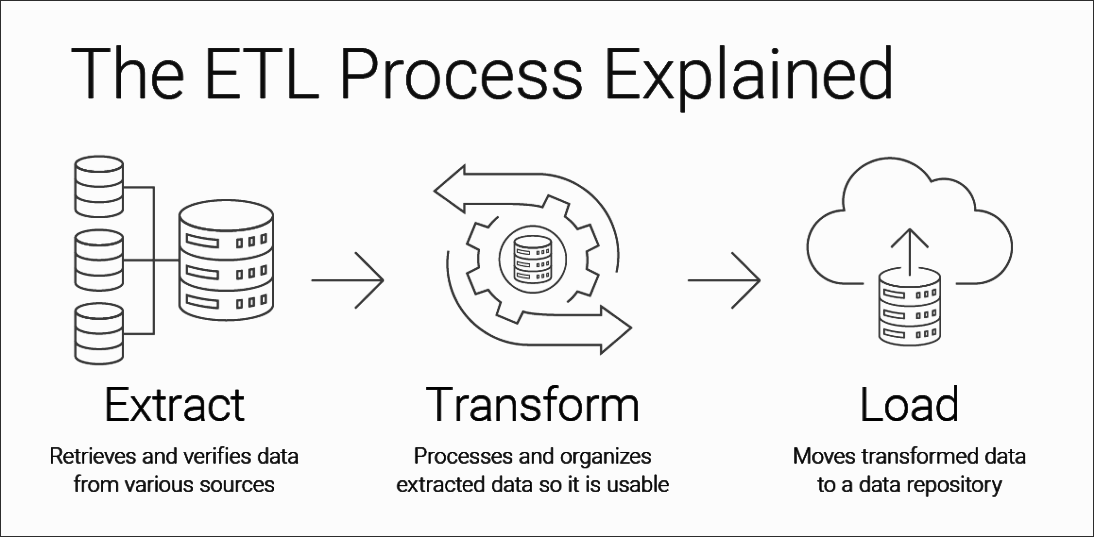 The ETL Process Explained
Extract
Retrieves and verifies data
from various sources
Transform
Processes and organizes
extracted data so it is usable
Load
Moves transformed data
to a data repository